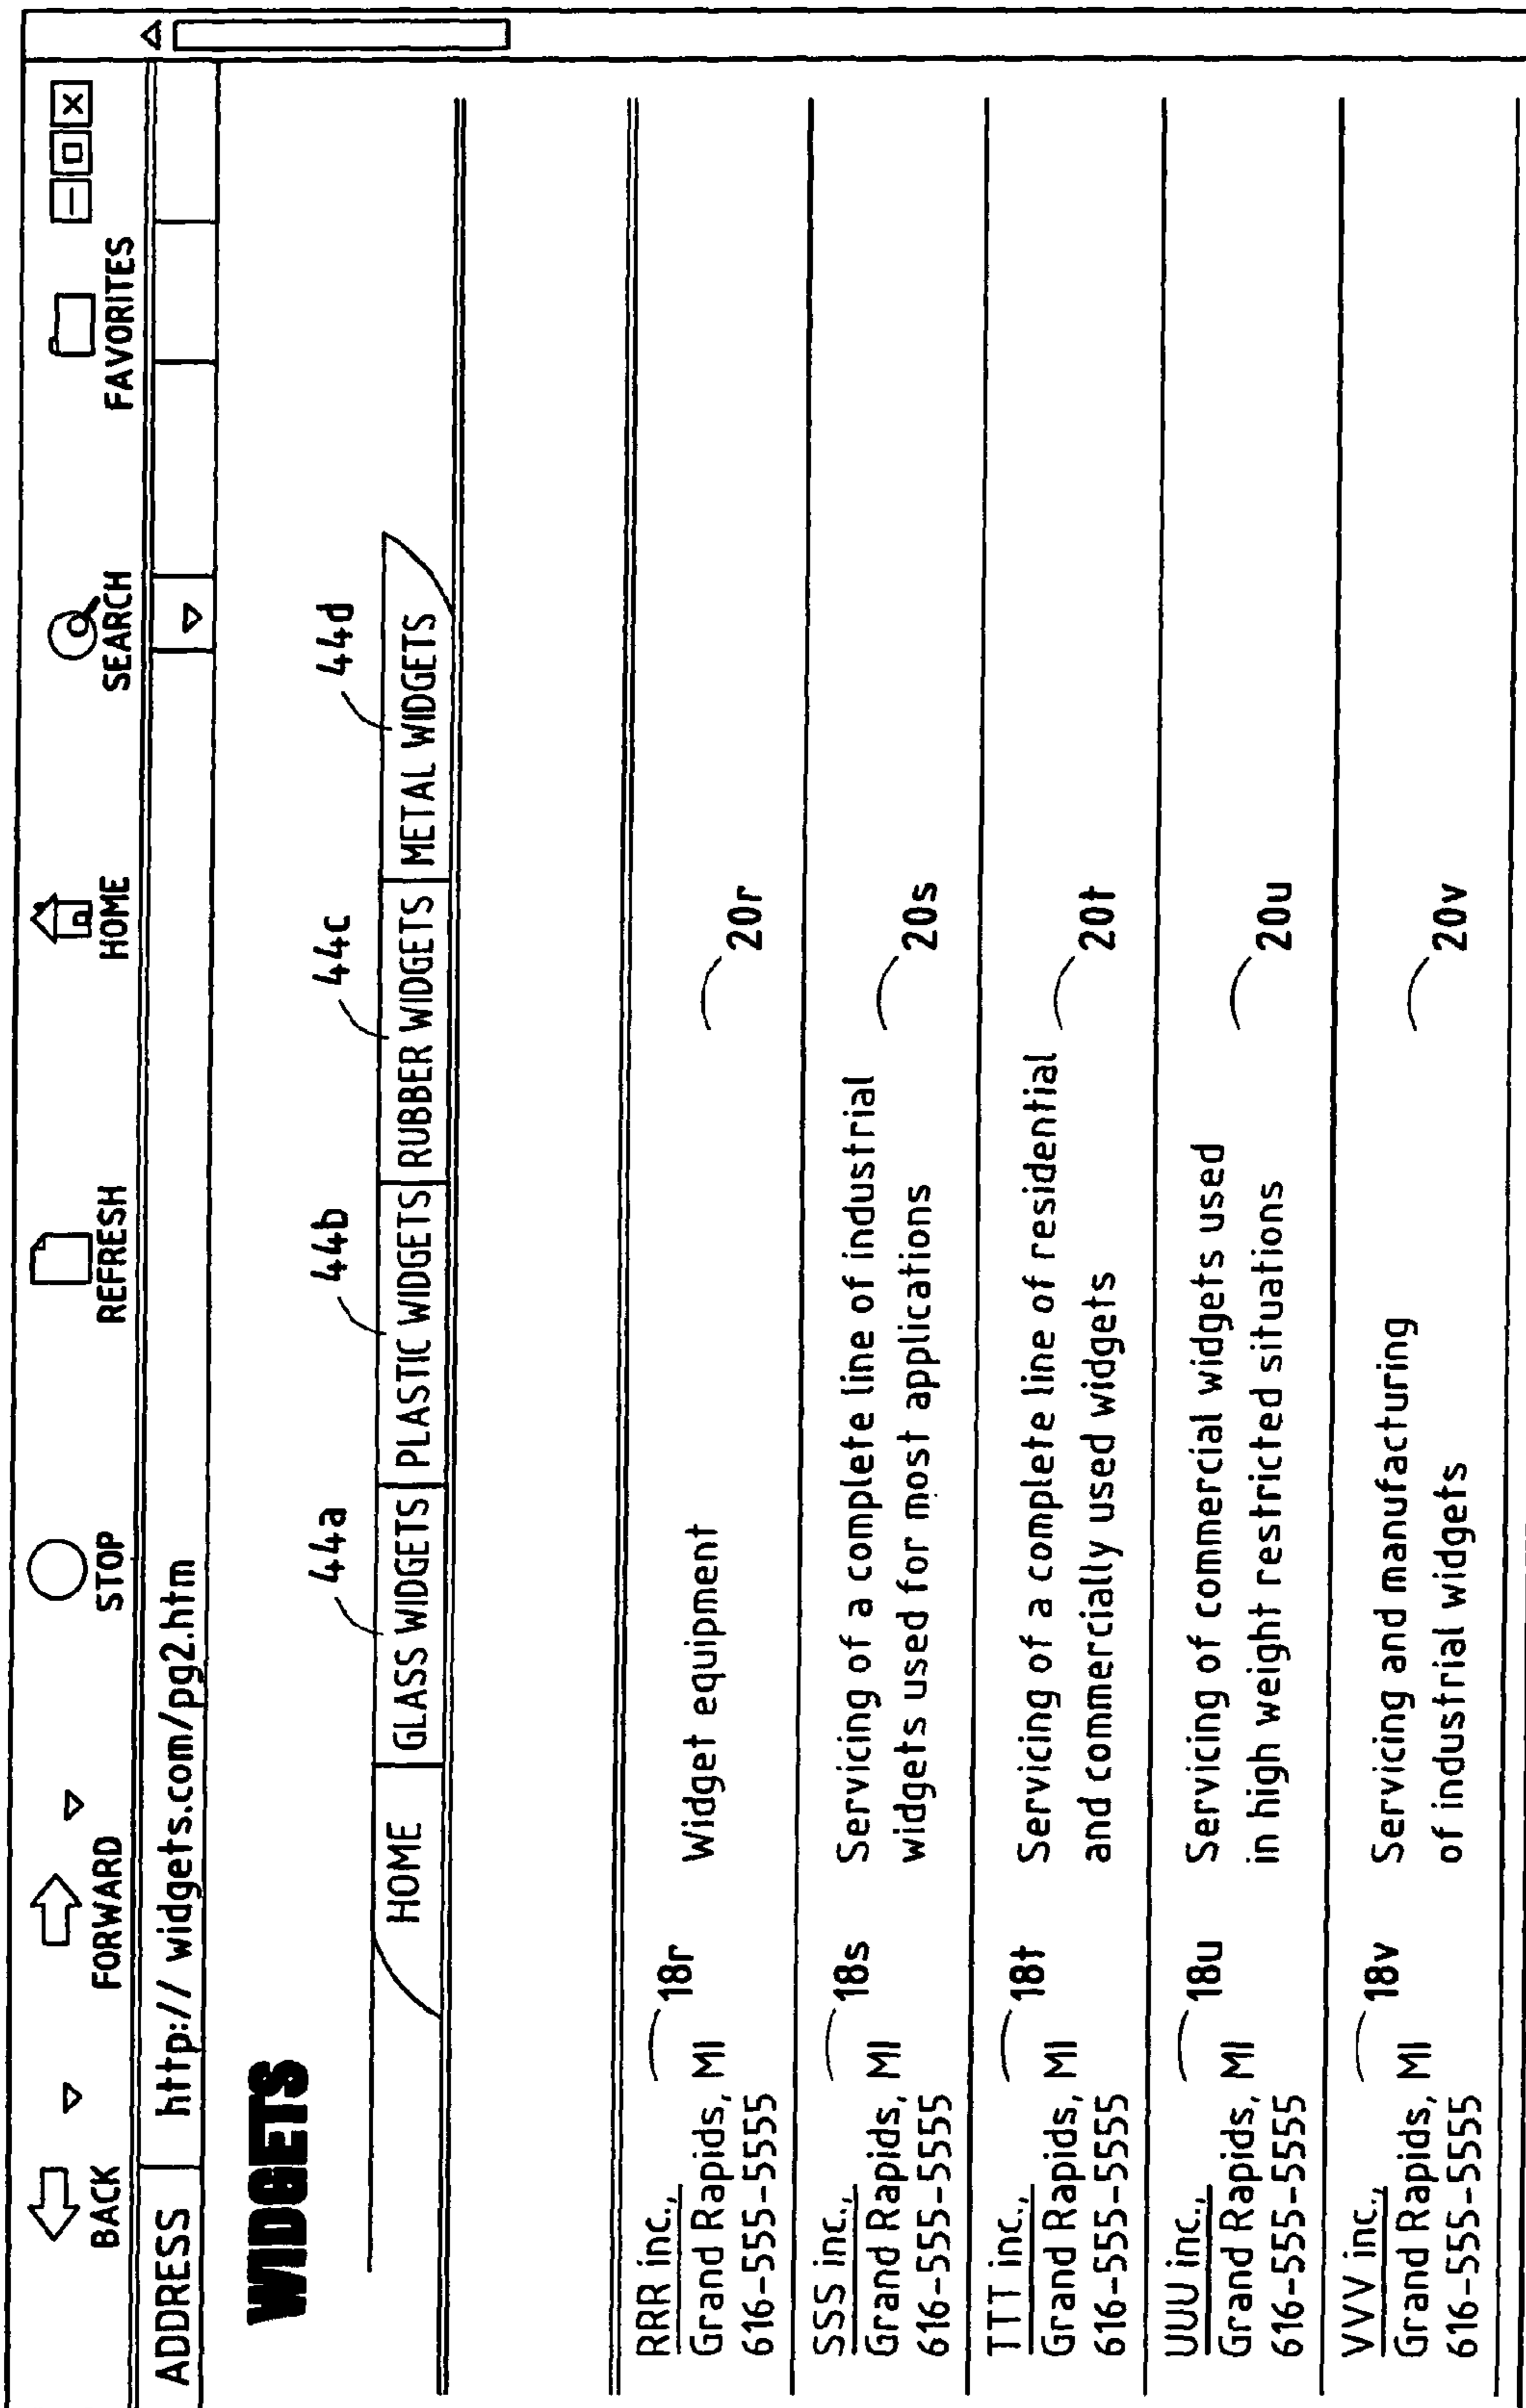 BACK FORWARD STOP REFRESH HOME SEARCH FAVORITES
ADDRESS http://widgets.com/pg2.htm
WIDGETS
44a 44b 44c 44d
HOME GLASS WIDGETS PLASTIC WIDGETS RUBBER WIDGETS METAL WIDGETS
RRR inc., 18r
Grand Rapids, MI
616-555-5555
Widget equipment
20r
SSS inc., 18s
Grand Rapids, MI
616-555-5555
Servicing of a complete line of industrial
widgets used for most applications
20s
TTT inc., 18t
Grand Rapids, MI
616-555-5555
Servicing of a complete line of residential
and commercially used widgets
20t
UUU inc., 18u
Grand Rapids, MI
616-555-5555
Servicing of commercial widgets used
in high weight restricted situations
20u
VVV inc., 18v
Grand Rapids, MI
616-555-5555
Servicing and manufacturing
of industrial widgets
20v